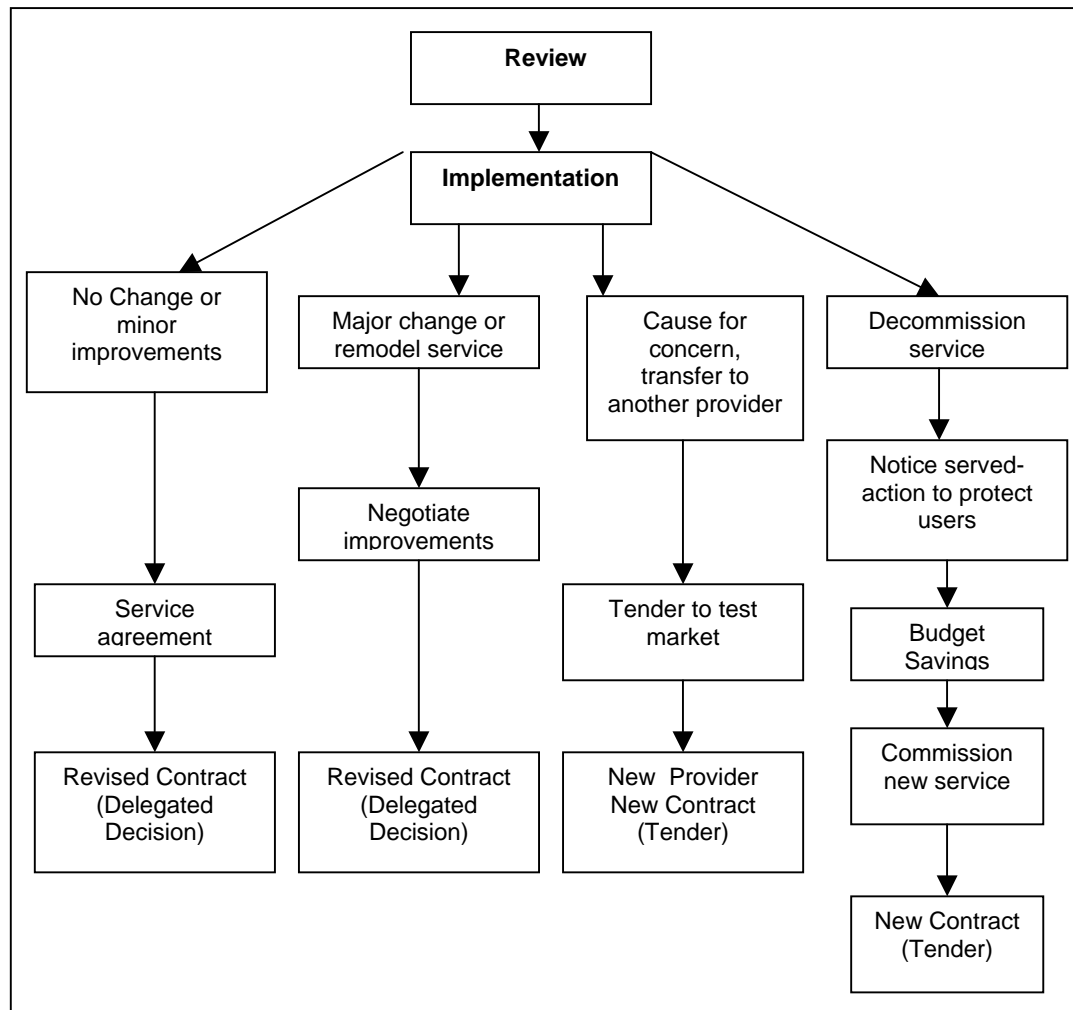 Review
Implementation
No Change or
minor
improvements
Service
agreement
Revised Contract
(Delegated
Decision)
Major change or
remodel service
Negotiate
improvements
Revised Contract
(Delegated
Decision)
Cause for
concern,
transfer to
another provider
Tender to test
market
New Provider
New Contract
(Tender)
Decommission
service
Notice served-
action to protect
users
Budget
Savings
Commission
new service
New Contract
(Tender)